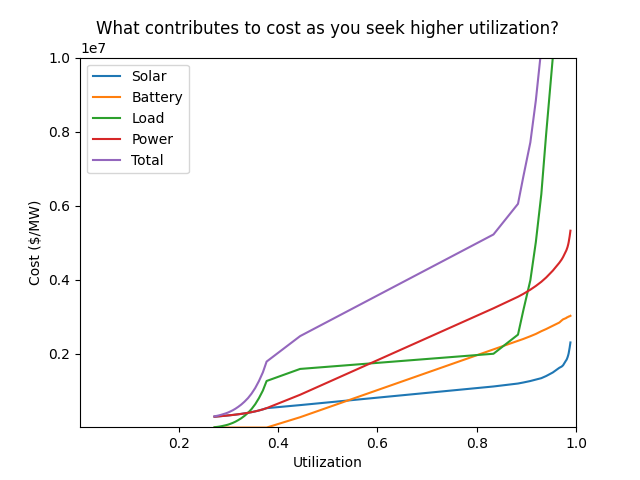 What contributes to cost as you seek higher utilization?
1e7
1.0
0.8
0.6
0.4
0.2
Cost ($/MW)
Solar
Battery
Load
Power
Total
0.2 0.4 0.6 0.8 1.0
Utilization